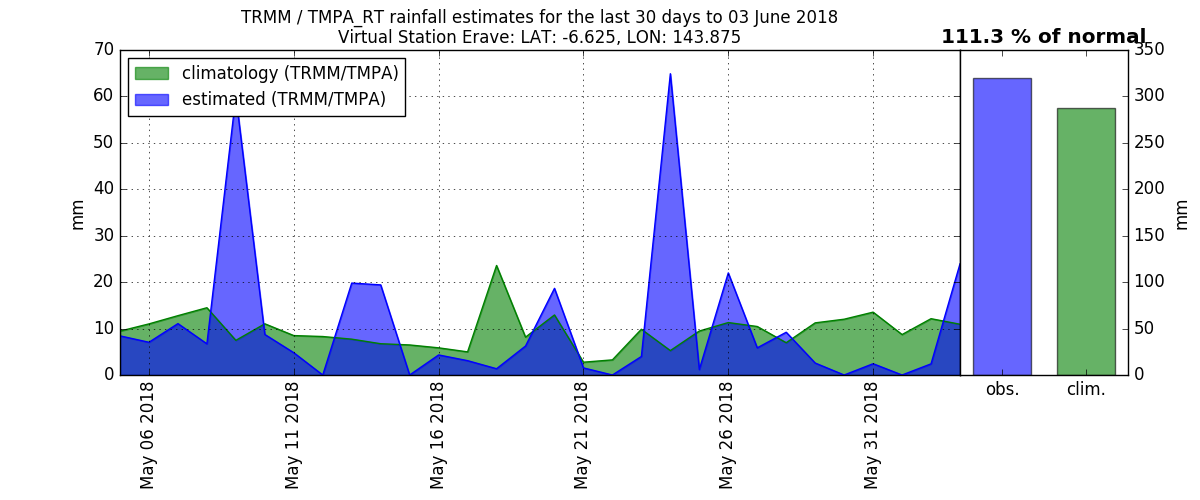 TRMM / TMPA_RT rainfall estimates for the last 30 days to 03 June 2018
Virtual Station Erave: LAT: -6.625, LON: 143.875
111.3 % of normal
climatology (TRMM/TMPA)
estimated (TRMM/TMPA)
70
60
50
40
30
20
10
0
mm
May 06 2018
May 11 2018
May 16 2018
May 21 2018
May 26 2018
May 31 2018
350
300
250
200
150
100
50
0
mm
obs.
clim.